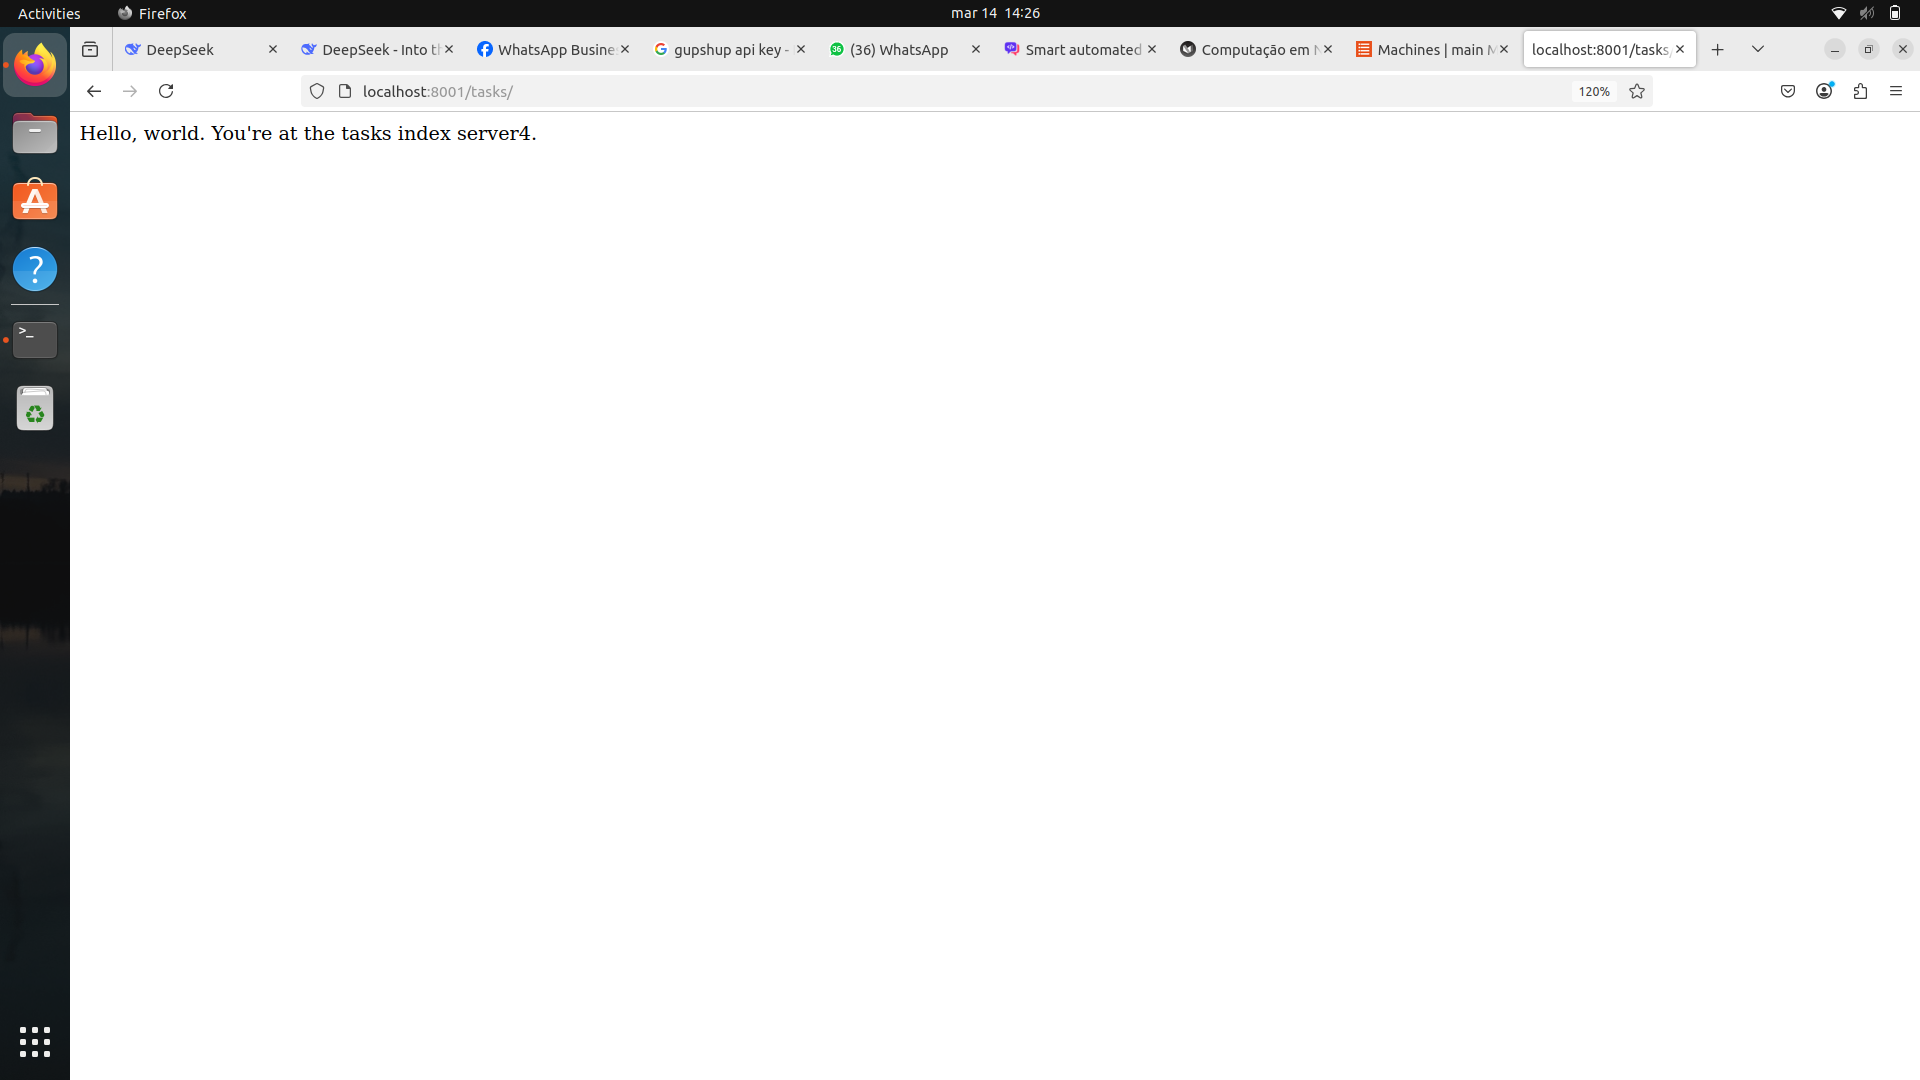 Activities
Firefox
mar 14 14:26
DeepSeek
DeepSeek - Into th
WhatsApp Busine
gupshup api key -
(36) WhatsApp
Smart automated
Computação em N
Machines | main M
localhost:8001/tasks/
localhost:8001/tasks/
120%
Hello, world. You're at the tasks index server4.